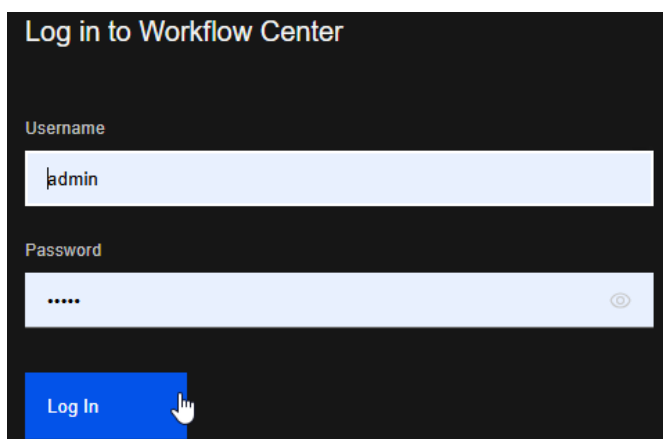 Log in to Workflow Center
Username
admin
Password
•••••
Log In